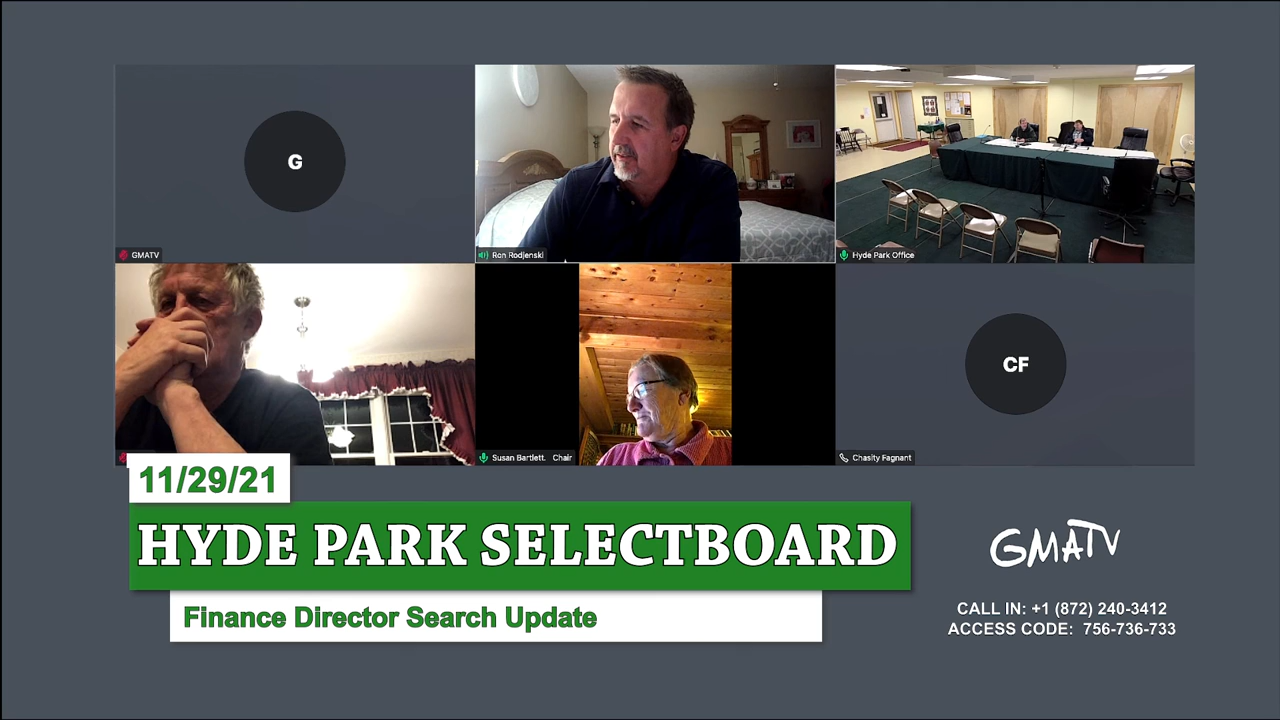 G
GMATV
Ron Rodjenski
Hyde Park Office
Susan Bartlett. Chair
CF
Chasity Fagnant
11/29/21
HYDE PARK SELECTBOARD
Finance Director Search Update
GMATV
CALL IN: +1 (872) 240-3412
ACCESS CODE: 756-736-733